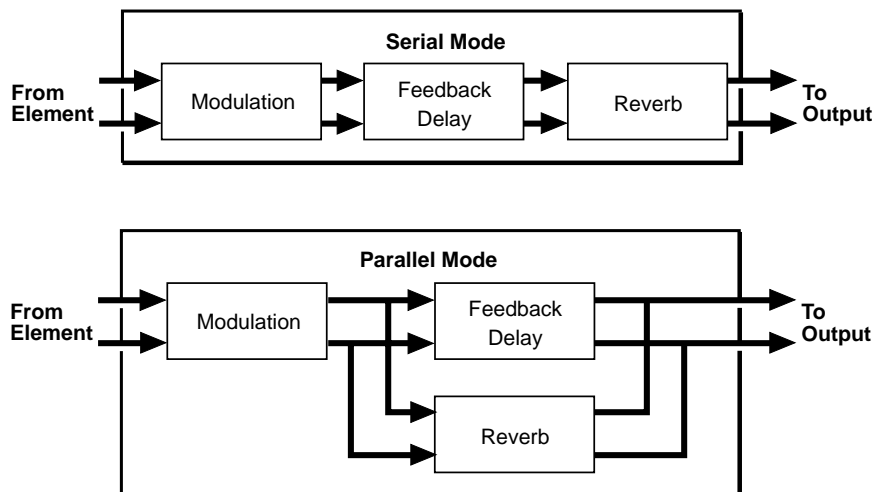 Serial Mode
From
Element
Modulation
Feedback
Delay
Reverb
To
Output
Parallel Mode
From
Element
Modulation
Feedback
Delay
To
Output
Reverb